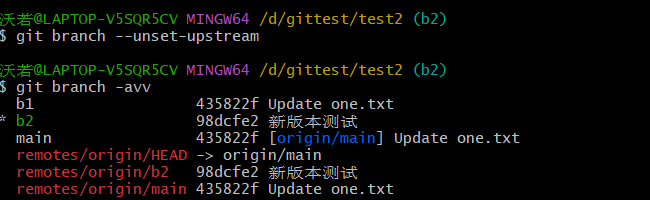 沃若@LAPTOP-V5SQR5CV MINGW64 /d/gittest/test2 (b2)
$ git branch --unset-upstream
沃若@LAPTOP-V5SQR5CV MINGW64 /d/gittest/test2 (b2)
$ git branch -avv
b1 435822f Update one.txt
* b2 98dcfe2 新版本测试
main 435822f [origin/main] Update one.txt
remotes/origin/HEAD -> origin/main
remotes/origin/b2 98dcfe2 新版本测试
remotes/origin/main 435822f Update one.txt